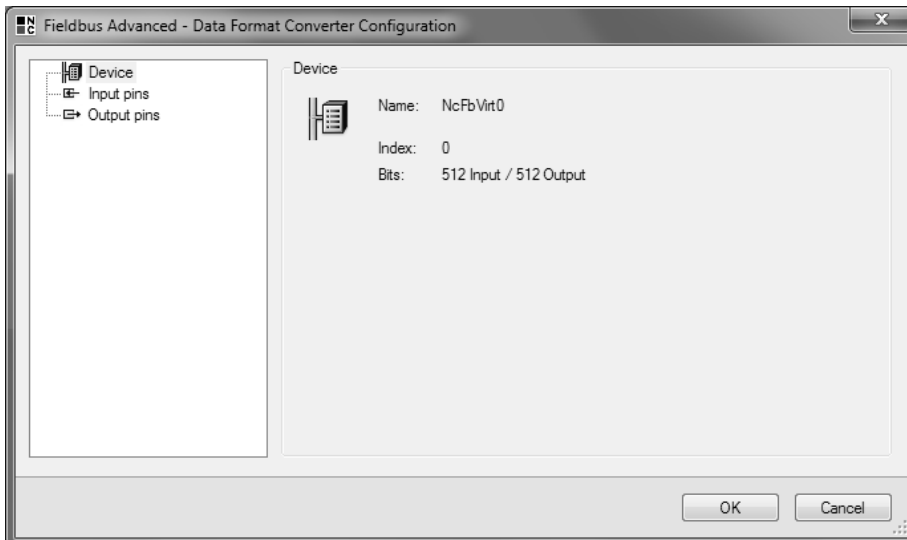 Fieldbus Advanced - Data Format Converter Configuration
Device
Input pins
Output pins
Device
Name: NcFbVirt0
Index: 0
Bits: 512 Input / 512 Output
OK Cancel